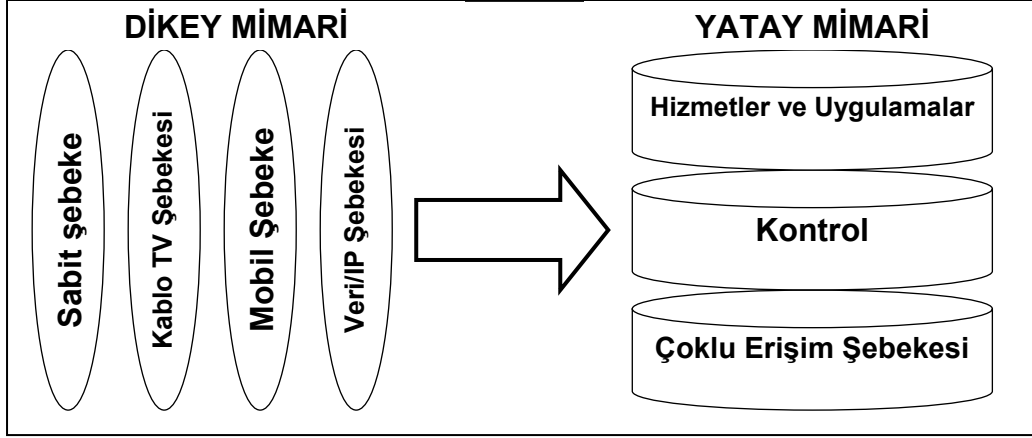 DİKEY MİMARİ
Sabit şebeke
Kablo TV Şebekesi
Mobil Şebeke
Veri/IP Şebekesi
YATAY MİMARİ
Hizmetler ve Uygulamalar
Kontrol
Çoklu Erişim Şebekesi